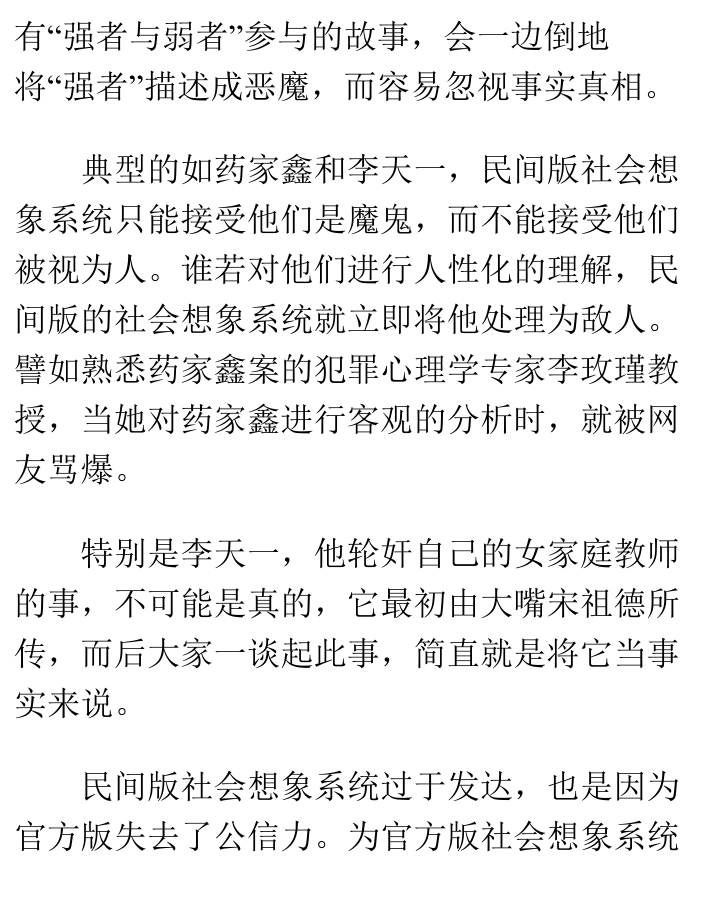 有“强者与弱者”参与的故事，会一边倒地
将“强者”描述成恶魔，而容易忽视事实真相。
典型的如药家鑫和李天一，民间版社会想
象系统只能接受他们是魔鬼，而不能接受他们
被视为人。谁若对他们进行人性化的理解，民
间版的社会想象系统就立即将他处理为敌人。
譬如熟悉药家鑫案的犯罪心理学专家李玫瑾教
授，当她对药家鑫进行客观的分析时，就被网
友骂爆。
特别是李天一，他轮奸自己的女家庭教师
的事，不可能是真的，它最初由大嘴宋祖德所
传，而后大家一谈起此事，简直就是将它当事
实来说。
民间版社会想象系统过于发达，也是因为
官方版失去了公信力。为官方版社会想象系统